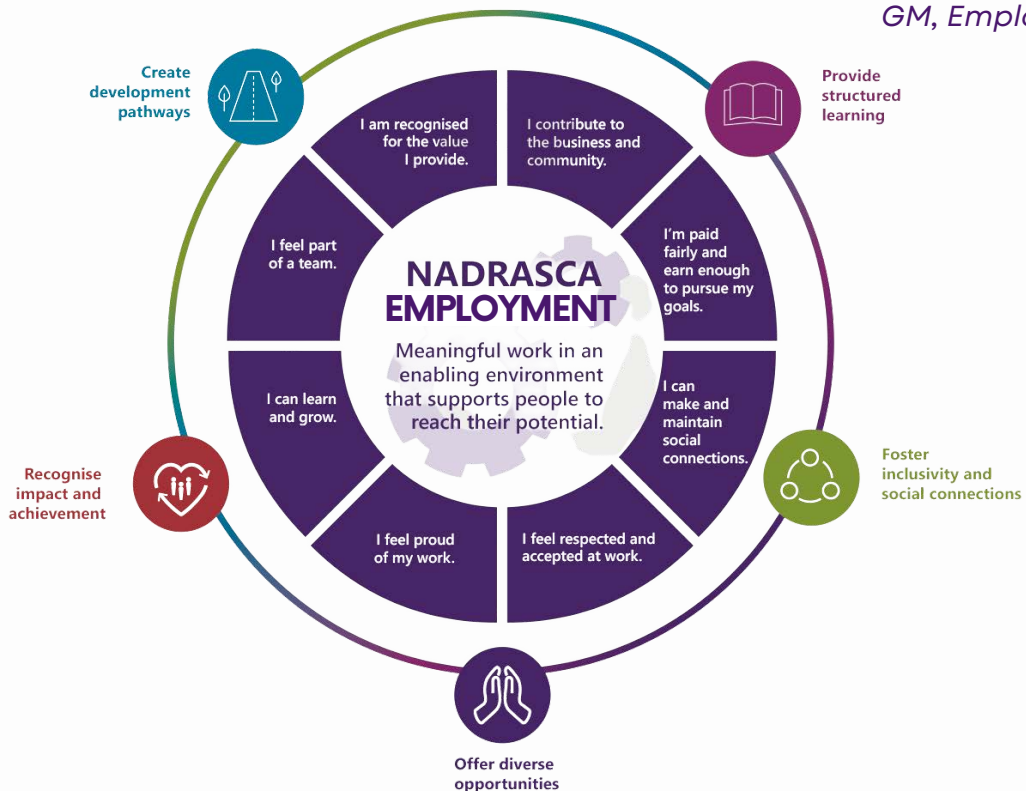 GM, Emplo
Create
development
pathways
Provide
structured
learning
I am recognised
for the value
I provide.
I contribute to
the business and
community.
I feel part
of a team.
I'm paid
fairly and
earn enough
to pursue my
goals.
NADRASCA
EMPLOYMENT
Meaningful work in an
enabling environment
that supports people to
reach their potential.
I can learn
and grow.
I can
make and
maintain
social
connections.
Recognise
impact and
achievement
Foster
inclusivity and
social connections
I feel proud
of my work.
I feel respected and
accepted at work.
Offer diverse
opportunities